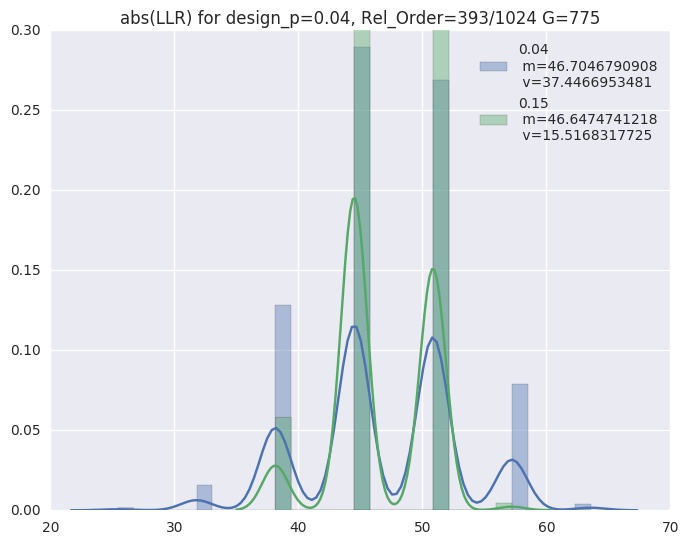 abs(LLR) for design_p=0.04, Rel_Order=393/1024 G=775
0.30
0.25
0.20
0.15
0.10
0.05
0.00
20 30 40 50 60 70
0.04
m=46.7046790908
v=37.4466953481
0.15
m=46.6474741218
v=15.5168317725